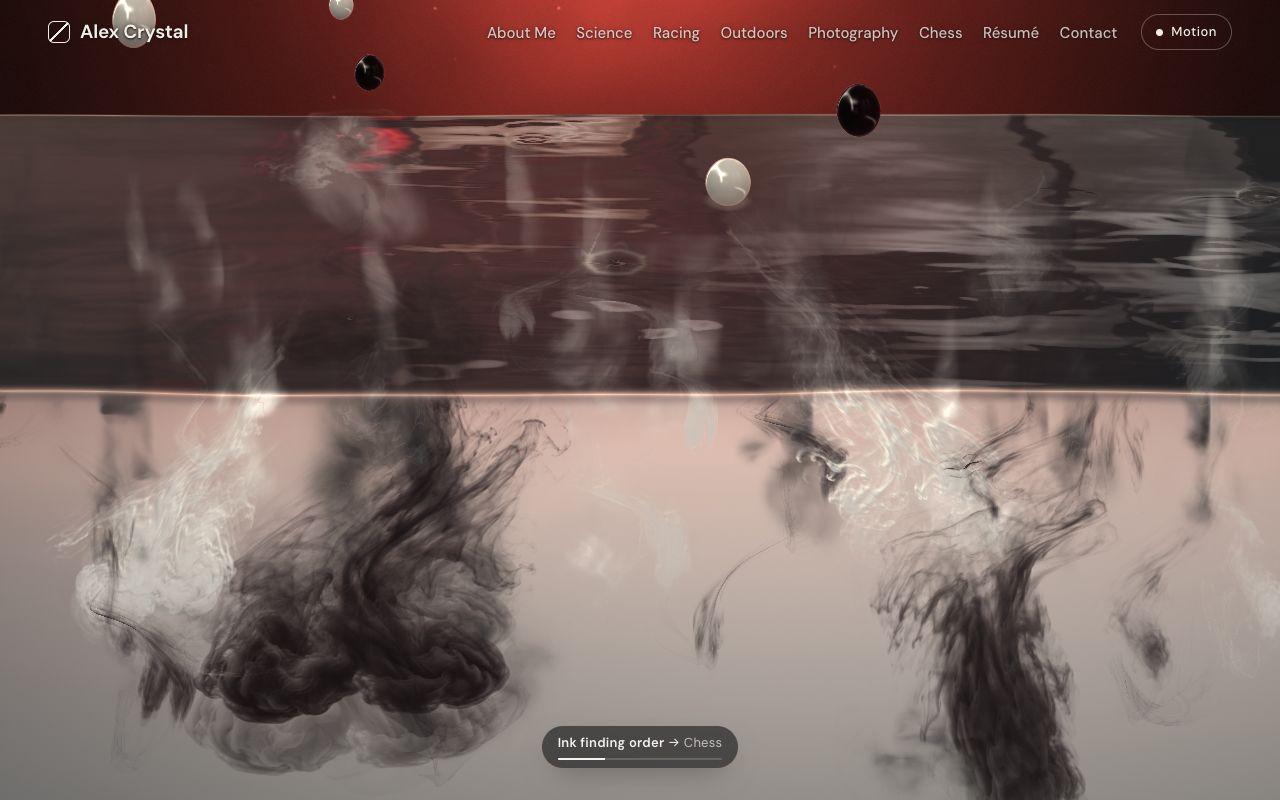 Alex Crystal
About Me Science Racing Outdoors Photography Chess Résumé Contact Motion
Ink finding order → Chess